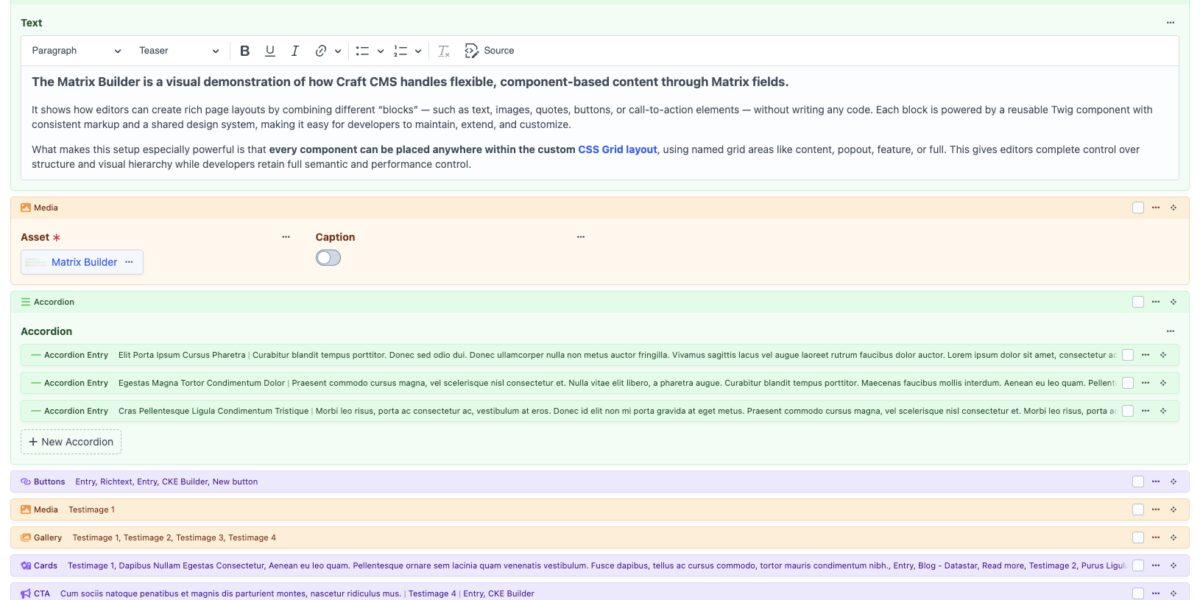 Text
Paragraph Teaser B U I Source
The Matrix Builder is a visual demonstration of how Craft CMS handles flexible, component-based content through Matrix fields.
It shows how editors can create rich page layouts by combining different “blocks” — such as text, images, quotes, buttons, or call-to-action elements — without writing any code. Each block is powered by a reusable Twig component with
consistent markup and a shared design system, making it easy for developers to maintain, extend, and customize.
What makes this setup especially powerful is that every component can be placed anywhere within the custom CSS Grid layout, using named grid areas like content, popout, feature, or full. This gives editors complete control over
structure and visual hierarchy while developers retain full semantic and performance control.
Media
Asset * Caption
Matrix Builder
Accordion
Accordion
Accordion Entry Elit Porta Ipsum Cursus Pharetra | Curabitur blandit tempus porttitor. Donec sed odio dui. Donec ullamcorper nulla non metus auctor fringilla. Vivamus sagittis lacus vel augue laoreet rutrum faucibus dolor auctor. Lorem ipsum dolor sit amet, consectetur ac
Accordion Entry Egestas Magna Tortor Condimentum Dolor | Praesent commodo cursus magna, vel scelerisque nisl consectetur et. Nulla vitae elit libero, a pharetra augue. Curabitur blandit tempus porttitor. Maecenas faucibus mollis interdum. Aenean eu leo quam. Pellent
Accordion Entry Cras Pellentesque Ligula Condimentum Tristique | Morbi leo risus, porta ac consectetur ac, vestibulum at eros. Donec id elit non mi porta gravida at eget metus. Praesent commodo cursus magna, vel scelerisque nisl consectetur et. Morbi leo risus, porta a
+ New Accordion
Buttons Entry, Richtext, Entry, CKE Builder, New button
Media Testimage 1
Gallery Testimage 1, Testimage 2, Testimage 3, Testimage 4
Cards Testimage 1, Dapibus Nullam Egestas Consectetur, Aenean eu leo quam. Pellentesque ornare sem lacinia quam venenatis vestibulum. Fusce dapibus, tellus ac cursus commodo, tortor mauris condimentum nibh., Entry, Blog - Datastar, Read more, Testimage 2, Purus Ligul
CTA Cum sociis natoque penatibus et magnis dis parturient montes, nascetur ridiculus mus. | Testimage 4 | Entry, CKE Builder